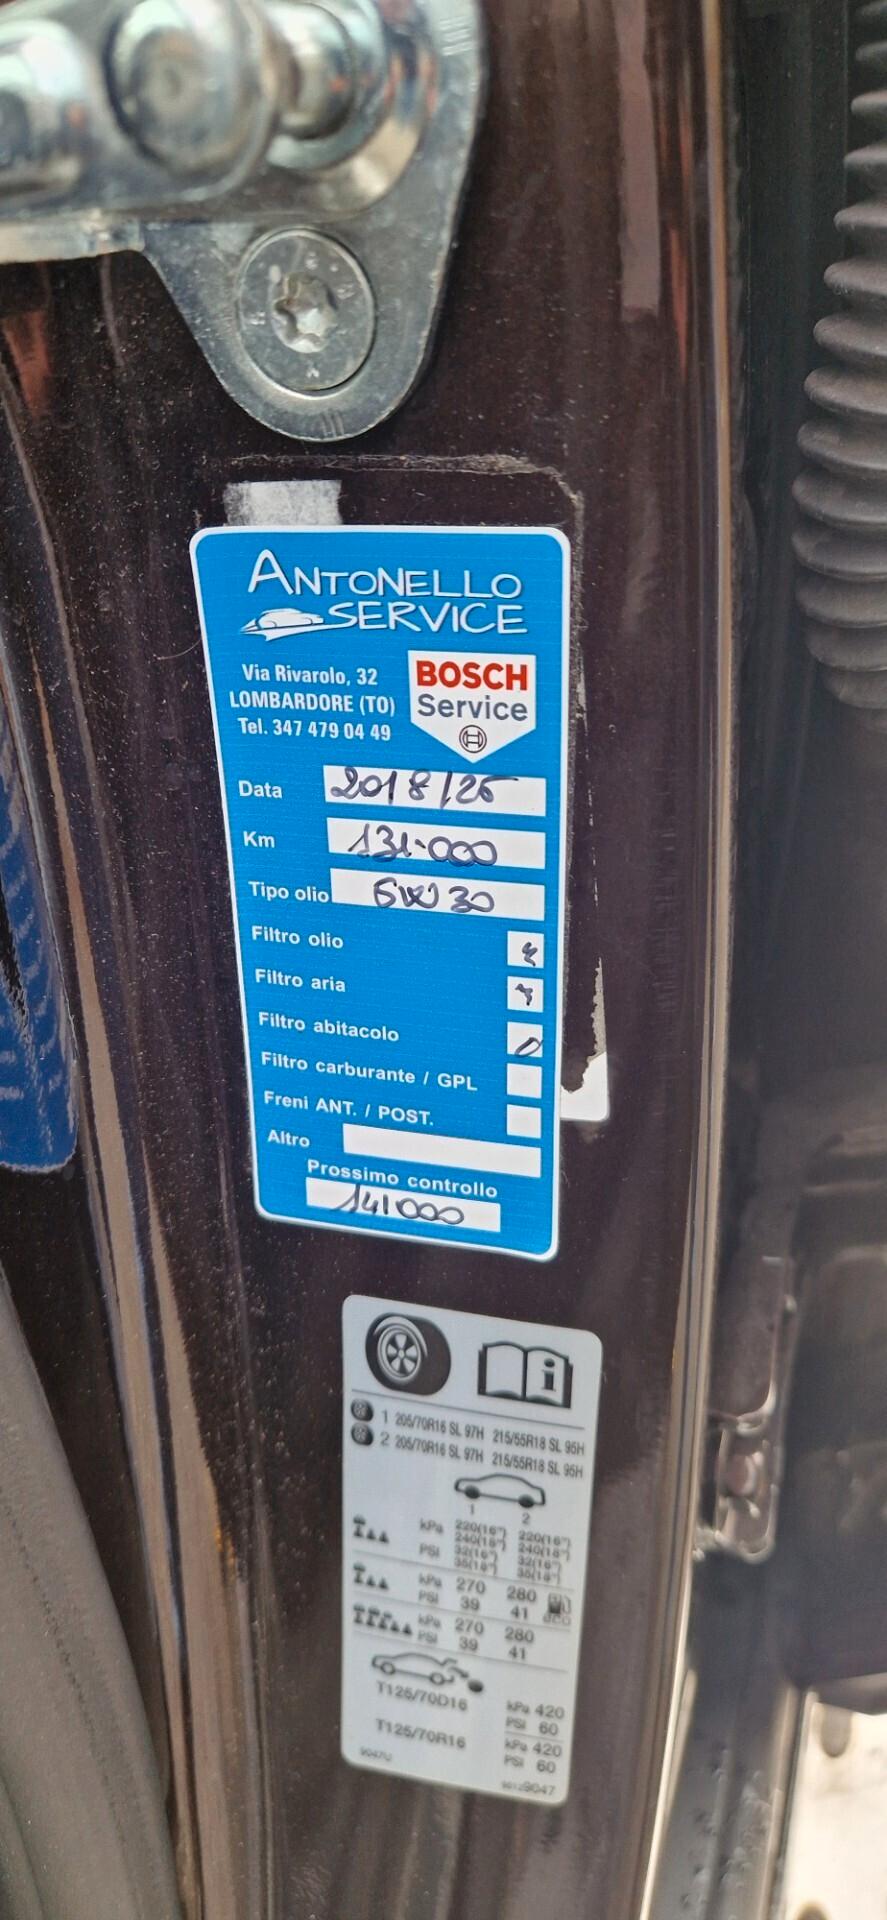 ANTONELLO
SERVICE
Via Rivarolo, 32
LOMBARDORE (TO)
Tel. 347 479 04 49
BOSCH
Service
Data 20/8/25
Km 131.000
Tipo olio 5W30
Filtro olio
Filtro aria
Filtro abitacolo
Filtro carburante / GPL
Freni ANT. / POST.
Altro
Prossimo controllo
141000
i
1 205/70R16 SL 97H 215/55R18 SL 95H
2 205/70R16 SL 97H 215/55R18 SL 95H
1 2
kPa 220(16") 220(16")
240(18") 240(18")
PSI 32(16") 32(16")
35(18") 35(18")
kPa 270 280
PSI 39 41
eco
kPa 270 280
PSI 39 41
T125/70D16 kPa 420
PSI 60
T125/70R16 kPa 420
PSI 60
9047U
9047